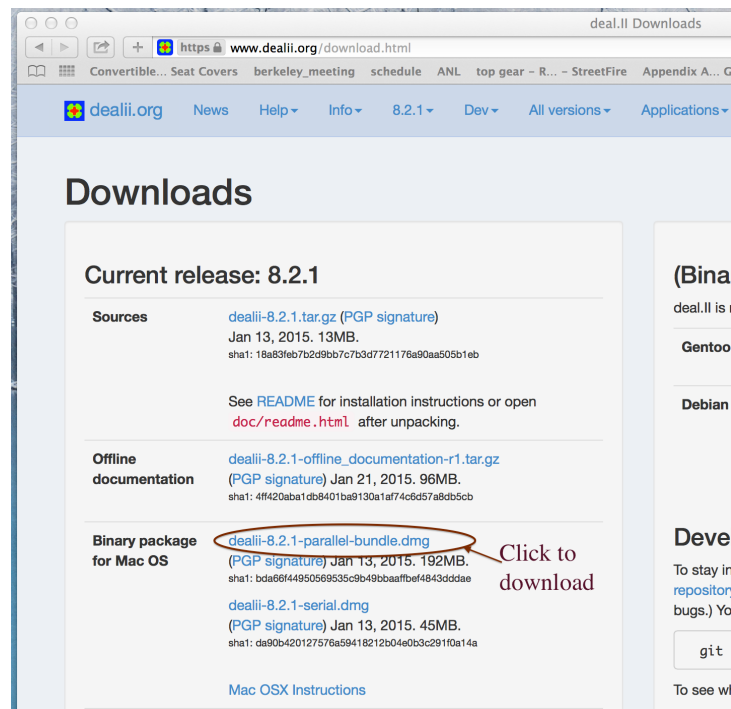 deal.II Downloads
https www.dealii.org/download.html
Convertible... Seat Covers berkeley_meeting schedule ANL top gear – R... – StreetFire Appendix A... G
dealii.org News Help Info 8.2.1 Dev All versions Applications
Downloads
Current release: 8.2.1
Sources
dealii-8.2.1.tar.gz (PGP signature)
Jan 13, 2015. 13MB.
sha1: 18a83feb7b2d9bb7c7b3d7721176a90aa505b1eb
See README for installation instructions or open
doc/readme.html after unpacking.
Offline
documentation
dealii-8.2.1-offline_documentation-r1.tar.gz
(PGP signature) Jan 21, 2015. 96MB.
sha1: 4ff420aba1db8401ba9130a1af74c6d57a8db5cb
Binary package
for Mac OS
dealii-8.2.1-parallel-bundle.dmg
(PGP signature) Jan 13, 2015. 192MB.
sha1: bda66f44950569535c9b49bbaaffbef4843dddae
Click to
download
dealii-8.2.1-serial.dmg
(PGP signature) Jan 13, 2015. 45MB.
sha1: da90b420127576a59418212b04e0b3c291f0a14a
Mac OSX Instructions
(Bina
deal.II is
Gentoo
Debian
Deve
To stay in
repository
bugs.) Yo
git
To see wh